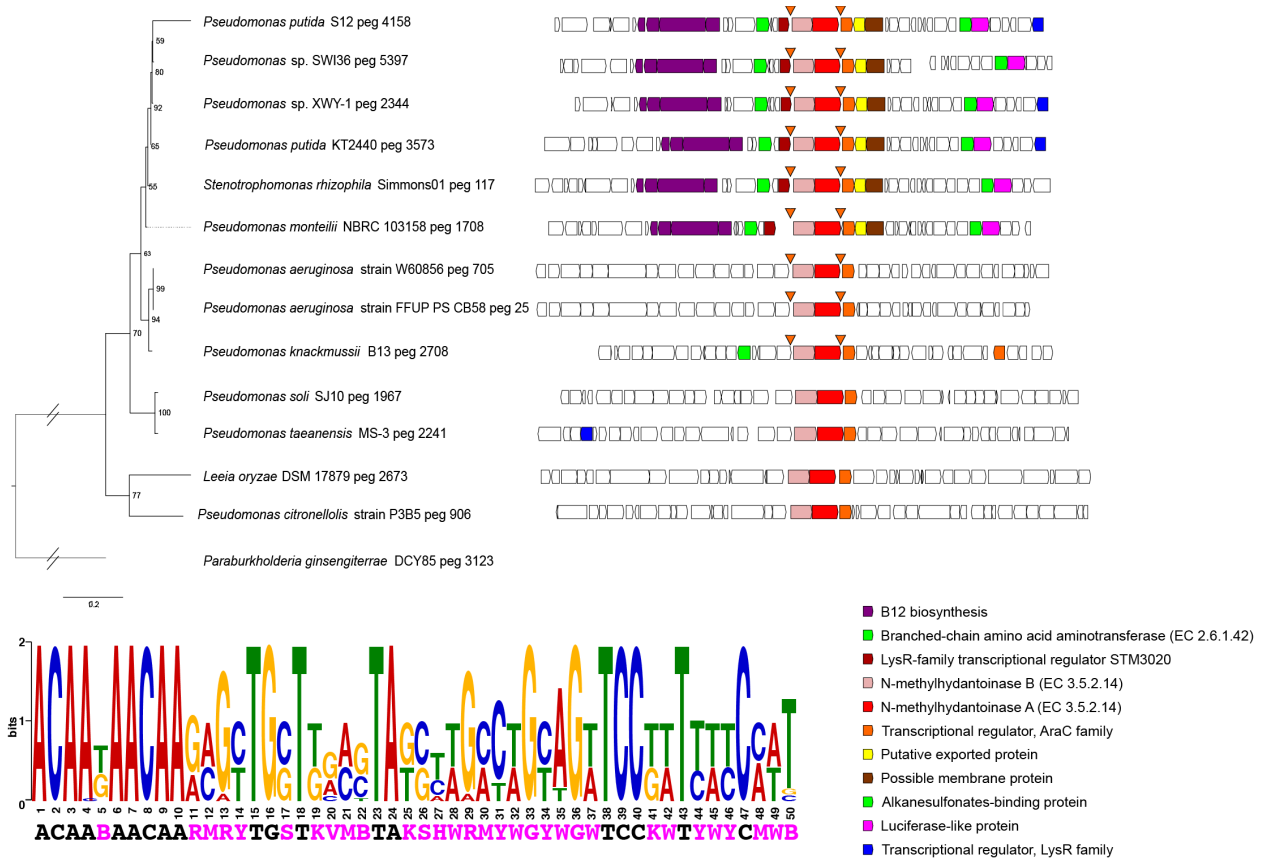 Pseudomonas putida S12 peg 4158
59
Pseudomonas sp. SWI36 peg 5397
80
Pseudomonas sp. XWY-1 peg 2344
92
Pseudomonas putida KT2440 peg 3573
65
Stenotrophomonas rhizophila Simmons01 peg 117
55
Pseudomonas monteilii NBRC 103158 peg 1708
63
Pseudomonas aeruginosa strain W60856 peg 705
99
Pseudomonas aeruginosa strain FFUP PS CB58 peg 25
94
70
Pseudomonas knackmussii B13 peg 2708
Pseudomonas soli SJ10 peg 1967
100
Pseudomonas taeanensis MS-3 peg 2241
Leeia oryzae DSM 17879 peg 2673
77
Pseudomonas citronellolis strain P3B5 peg 906
Paraburkholderia ginsengiterrae DCY85 peg 3123
0.2
B12 biosynthesis
Branched-chain amino acid aminotransferase (EC 2.6.1.42)
LysR-family transcriptional regulator STM3020
N-methylhydantoinase B (EC 3.5.2.14)
N-methylhydantoinase A (EC 3.5.2.14)
Transcriptional regulator, AraC family
Putative exported protein
Possible membrane protein
Alkanesulfonates-binding protein
Luciferase-like protein
Transcriptional regulator, LysR family
2
1
0
bits
1 2 3 4 5 6 7 8 9 10 11 12 13 14 15 16 17 18 19 20 21 22 23 24 25 26 27 28 29 30 31 32 33 34 35 36 37 38 39 40 41 42 43 44 45 46 47 48 49 50
ACAABAACAARMRYTGSTKVMBTAKSHWRMYWGYWGWTCCKWTYWYCMWB